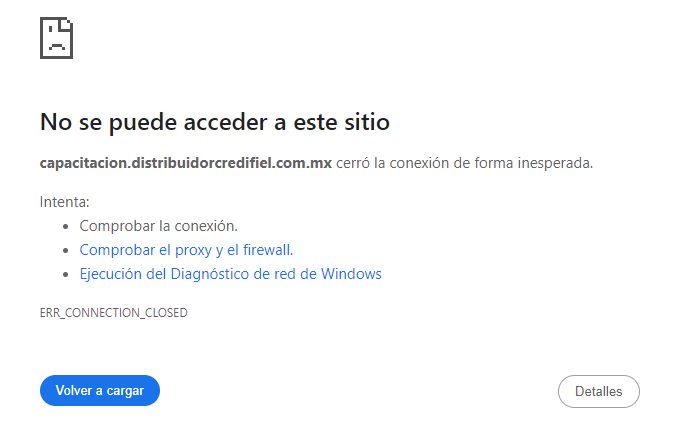 No se puede acceder a este sitio
capacitacion.distribuidorcredifiel.com.mx cerró la conexión de forma inesperada.
Intenta:
• Comprobar la conexión.
• Comprobar el proxy y el firewall.
• Ejecución del Diagnóstico de red de Windows
ERR_CONNECTION_CLOSED
Volver a cargar
Detalles